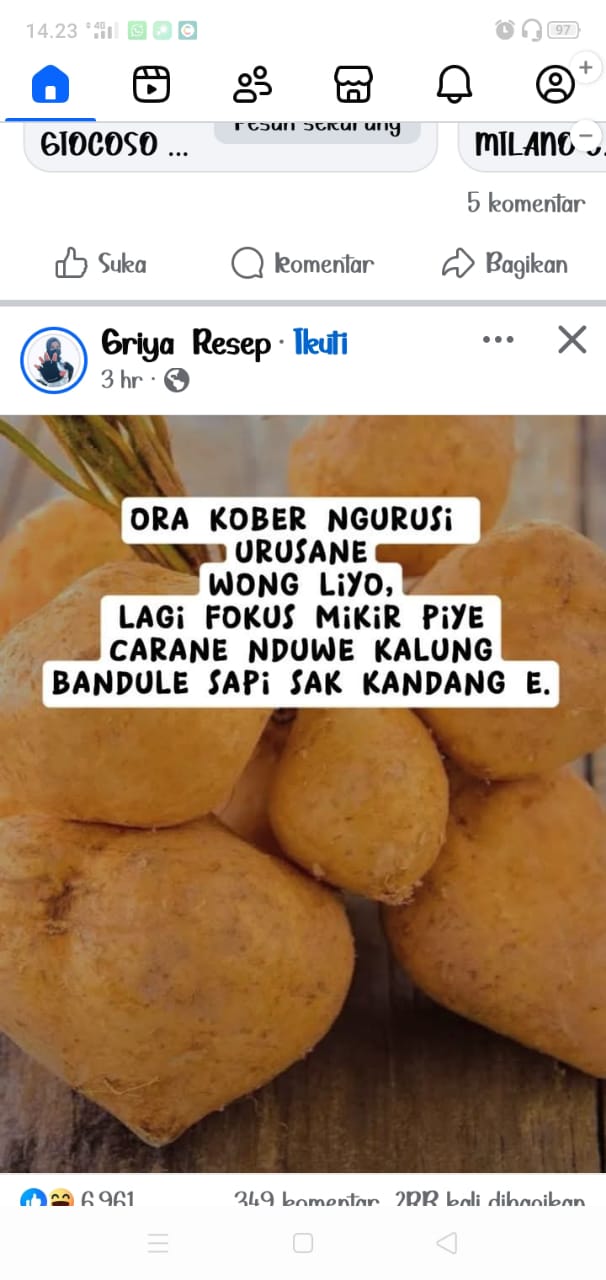 14.23
4G
97
GIOCOSO ...
Pesan sekarang
MILANO
5 komentar
Suka
Komentar
Bagikan
Griya Resep · Ikuti
3 hr ·
ORA KOBER NGURUSi
URUSANE
WONG LiYO,
LAGi FOKUS MiKiR PiYE
CARANE NDUWE KALUNG
BANDULE SAPi SAK KANDANG E.
6.961
349 komentar
kali dibagikan